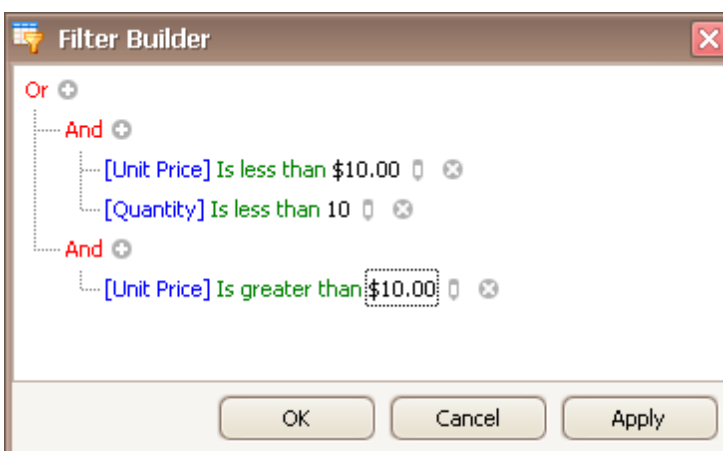 Filter Builder
Or
And
[Unit Price] Is less than $10.00
[Quantity] Is less than 10
And
[Unit Price] Is greater than $10.00
OK Cancel Apply